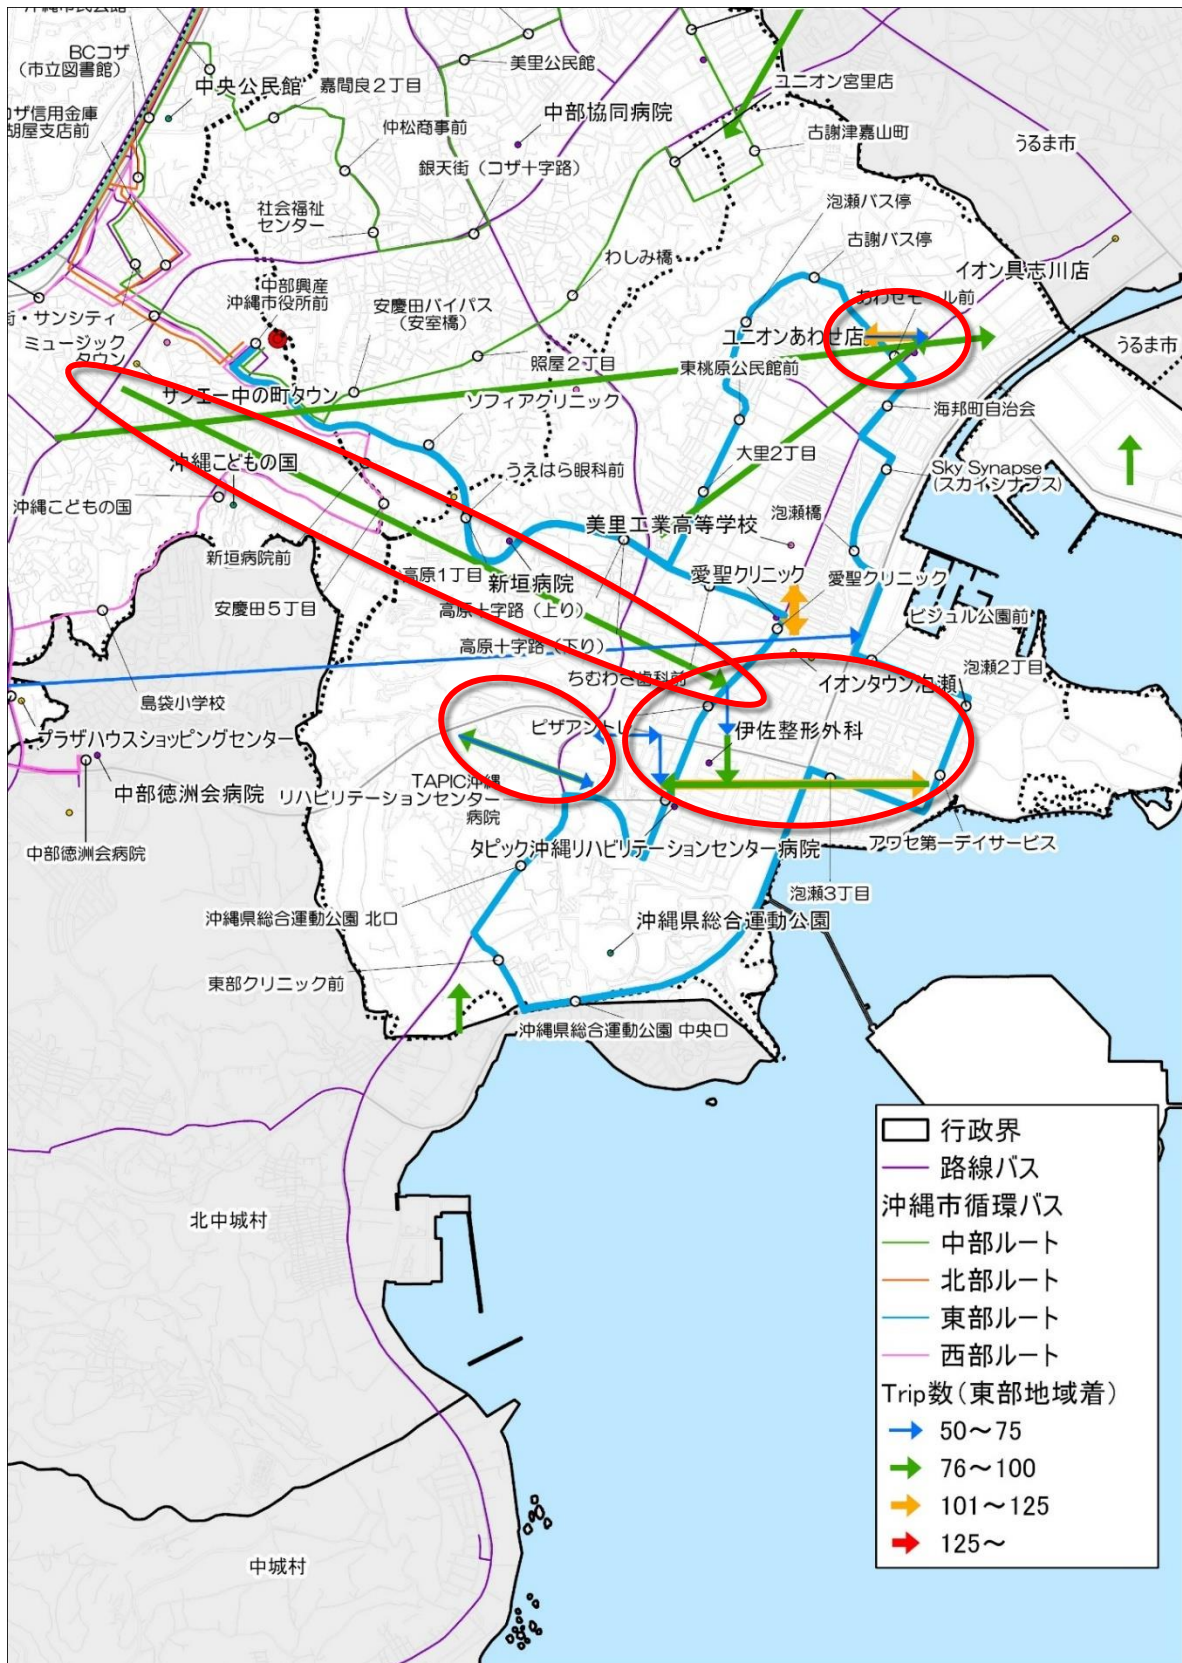 BCコザ
(市立図書館)
中央公民館
嘉間良2丁目
美里公民館
ユニオン宮里店
中部協同病院
仲松商事前
古謝津嘉山町
うるま市
銀天街(コザ十字路)
社会福祉
センター
泡瀬バス停
古謝バス停
わしみ橋
イオン具志川店
中部興産
沖縄市役所前
安慶田バイパス
(安室橋)
あわせモール前
街・サンシティ
ミュージック
タウン
ユニオンあわせ店
うるま市
照屋2丁目
東桃原公民館前
サンエー中の町タウン
ソフィアクリニック
海邦町自治会
沖縄こどもの国
うえはら眼科前
大里2丁目
Sky Synapse
(スカイシナプス)
沖縄こどもの国
美里工業高等学校
泡瀬橋
新垣病院前
高原1丁目
新垣病院
愛聖クリニック
愛聖クリニック
安慶田5丁目
高原十字路(上り)
ビジュル公園前
高原十字路(下り)
泡瀬2丁目
ちむわざ歯科前
イオンタウン泡瀬
島袋小学校
ピザアントレ
伊佐整形外科
プラザハウスショッピングセンター
中部徳洲会病院
TAPIC沖縄
リハビリテーションセンター
病院
中部徳洲会病院
タピック沖縄リハビリテーションセンター病院
アワセ第一デイサービス
泡瀬3丁目
沖縄県総合運動公園 北口
沖縄県総合運動公園
東部クリニック前
沖縄県総合運動公園 中央口
北中城村
中城村
行政界
路線バス
沖縄市循環バス
中部ルート
北部ルート
東部ルート
西部ルート
Trip数(東部地域着)
50～75
76～100
101～125
125～